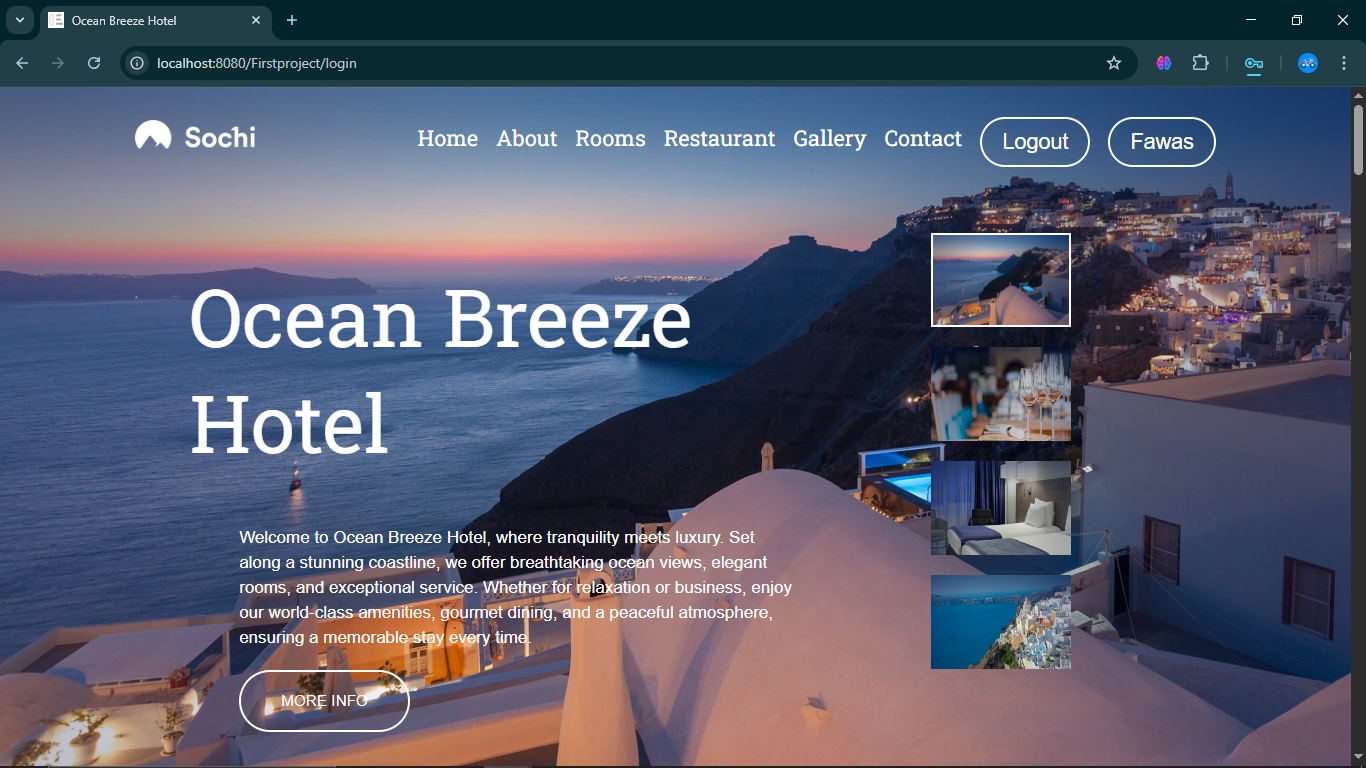 Ocean Breeze Hotel
localhost:8080/Firstproject/login
Sochi
Home About Rooms Restaurant Gallery Contact Logout Fawas
Ocean Breeze
Hotel
Welcome to Ocean Breeze Hotel, where tranquility meets luxury. Set
along a stunning coastline, we offer breathtaking ocean views, elegant
rooms, and exceptional service. Whether for relaxation or business, enjoy
our world-class amenities, gourmet dining, and a peaceful atmosphere,
ensuring a memorable stay every time.
MORE INFO